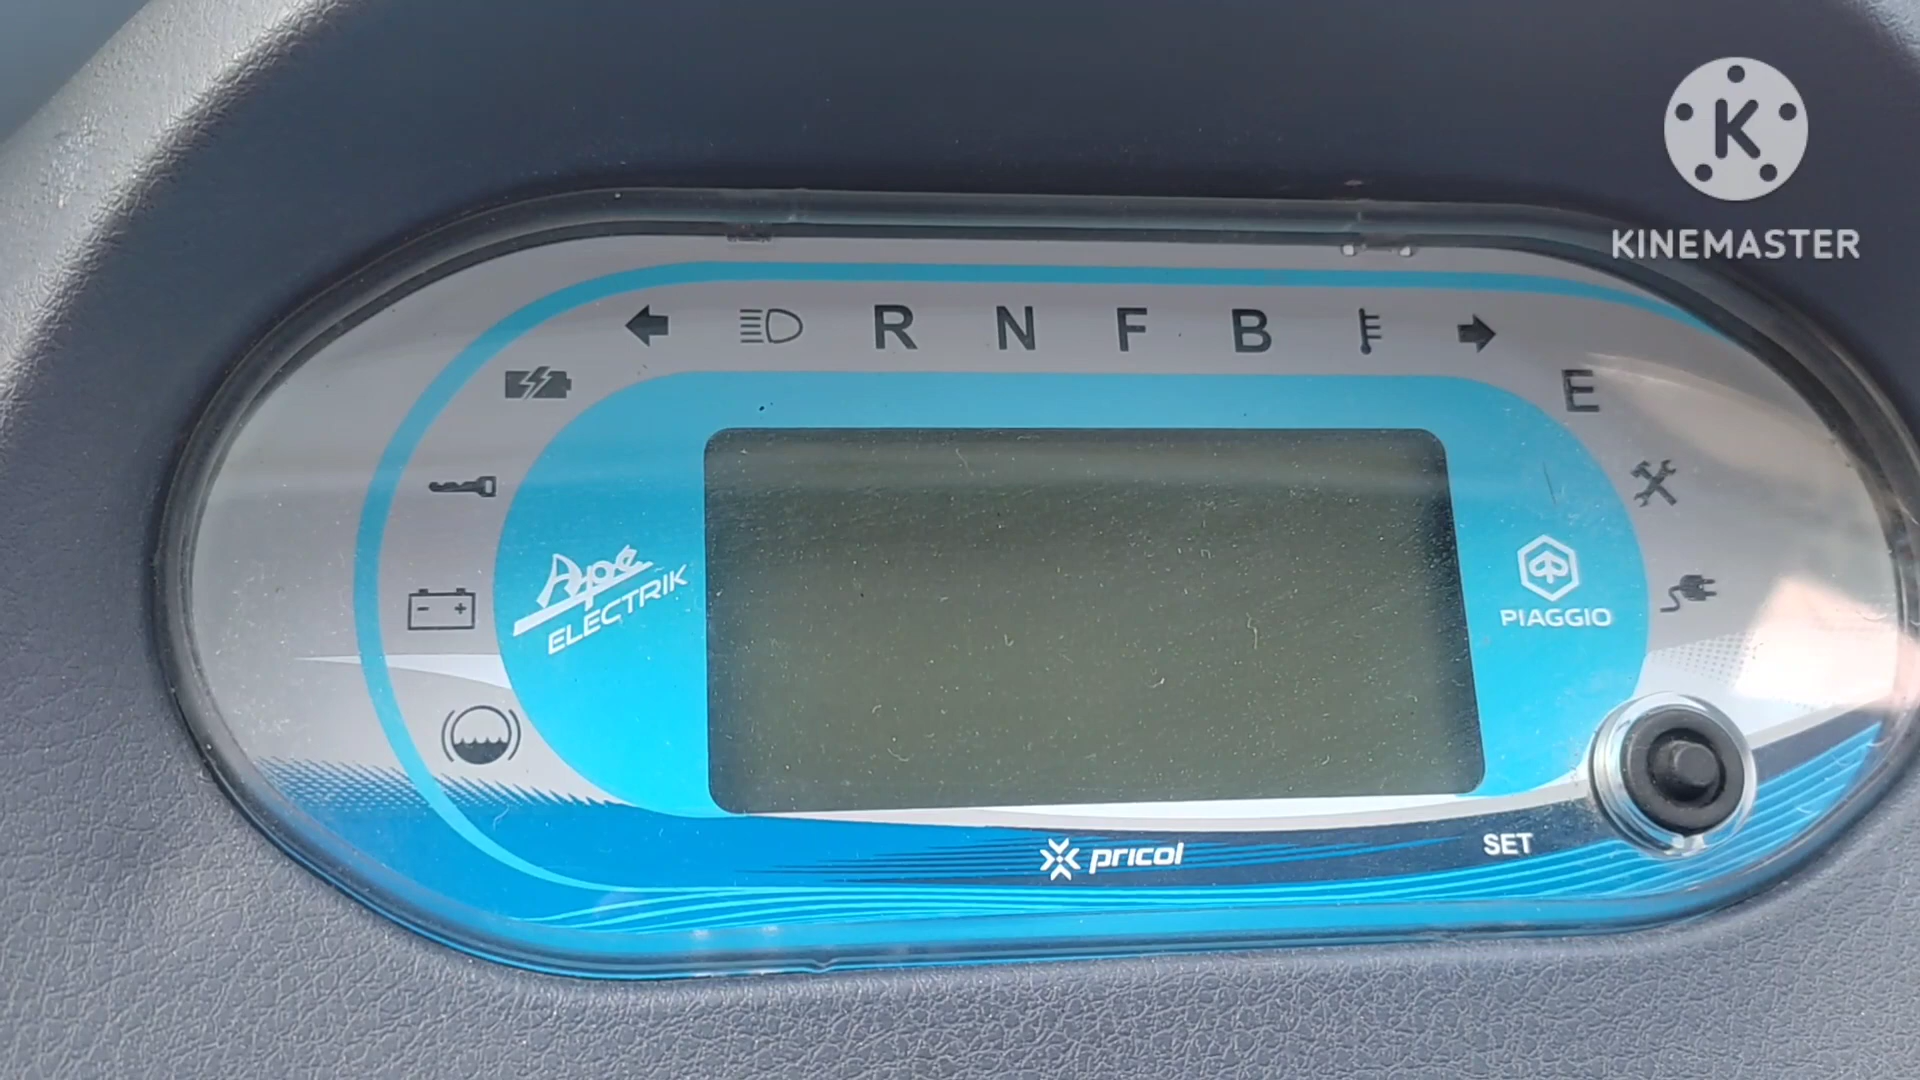 K
KINEMASTER
R N F B
E
Ape
ELECTRIK
PIAGGIO
pricol
SET